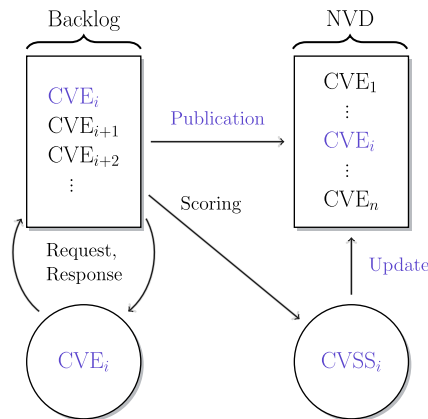 Backlog
NVD
CVE_i
CVE_{i+1}
CVE_{i+2}
⋮
Publication
CVE_1
⋮
CVE_i
⋮
CVE_n
Scoring
Request,
Response
Update
CVE_i
CVSS_i